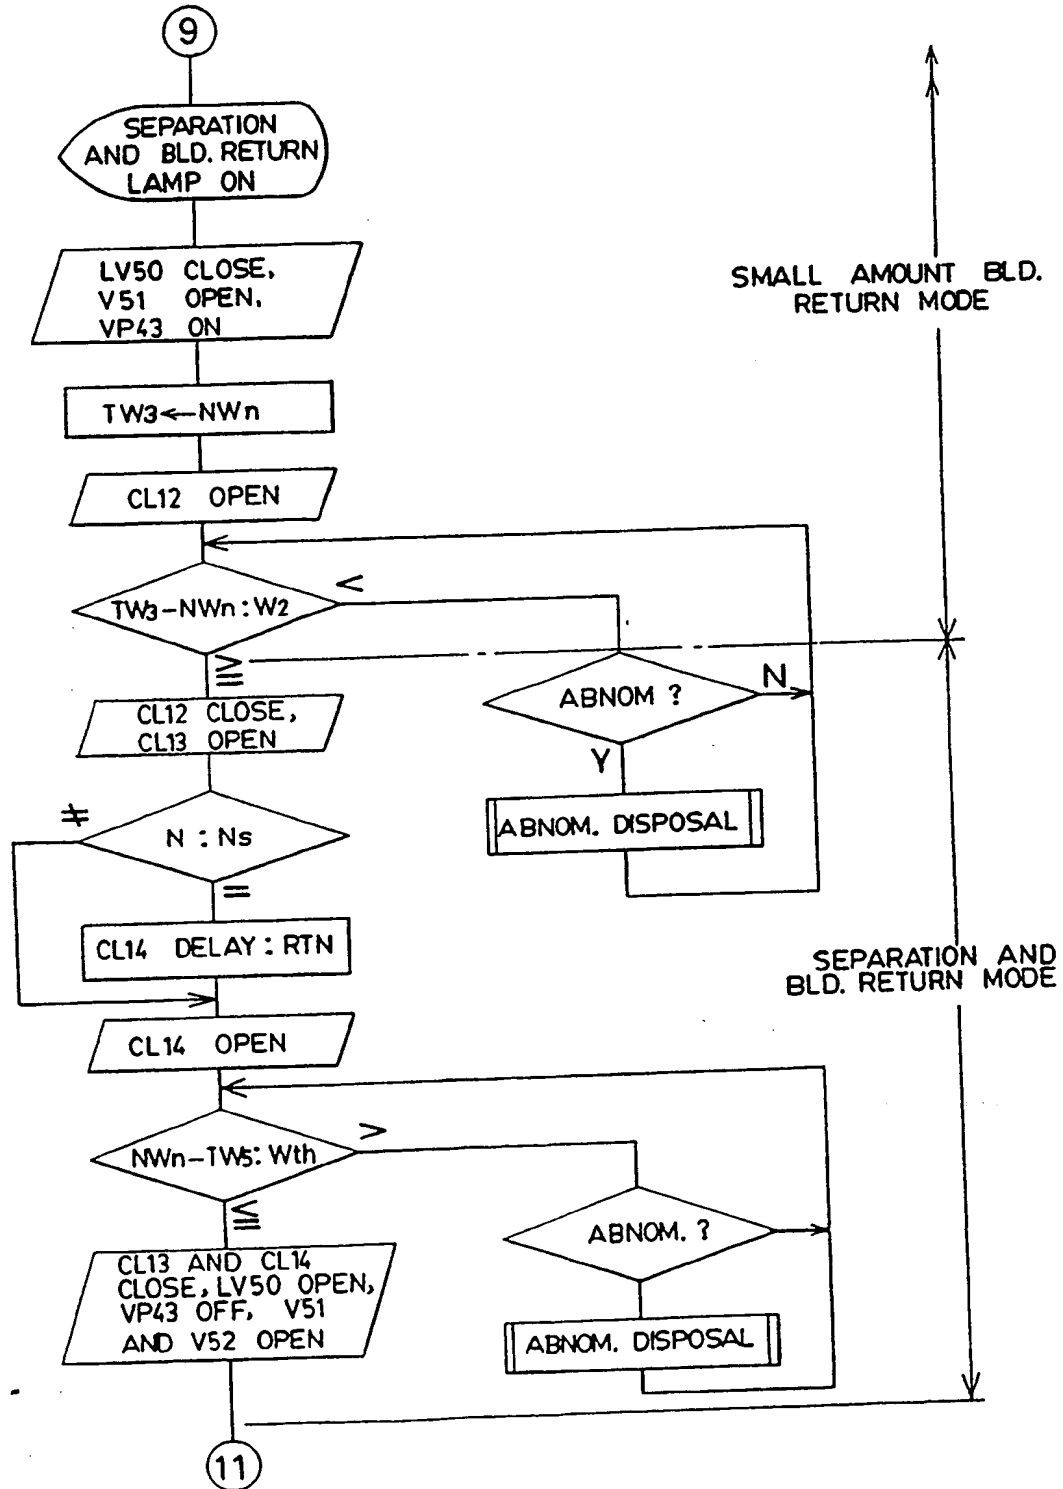 9
SEPARATION
AND BLD. RETURN
LAMP ON
LV50 CLOSE,
V51 OPEN,
VP43 ON
SMALL AMOUNT BLD.
RETURN MODE
TW3←NWn
CL12 OPEN
TW3-NWn:W2
<
≧
ABNOM ?
N
Y
ABNOM. DISPOSAL
CL12 CLOSE,
CL13 OPEN
N : Ns
≠
=
CL14 DELAY : RTN
SEPARATION AND
BLD. RETURN MODE
CL14 OPEN
NWn-TW5:Wth
>
≦
ABNOM. ?
ABNOM. DISPOSAL
CL13 AND CL14
CLOSE, LV50 OPEN,
VP43 OFF, V51
AND V52 OPEN
11